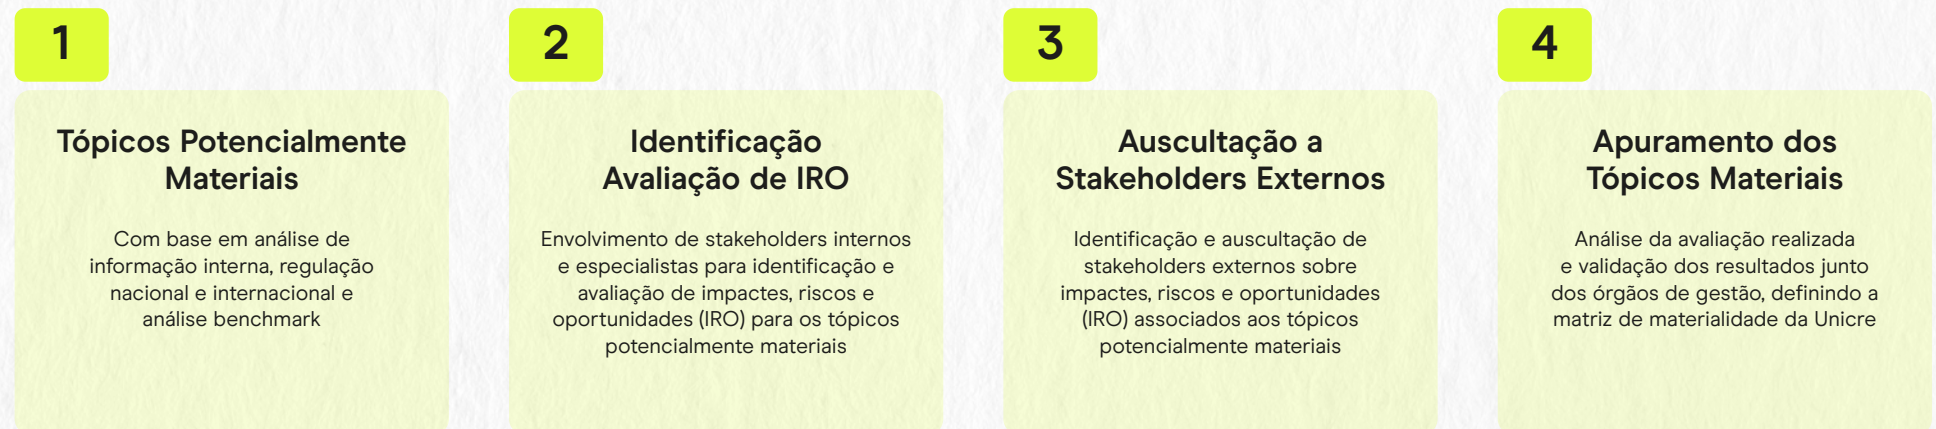 1
Tópicos Potencialmente
Materiais
Com base em análise de
informação interna, regulação
nacional e internacional e
análise benchmark
2
Identificação
Avaliação de IRO
Envolvimento de stakeholders internos
e especialistas para identificação e
avaliação de impactes, riscos e
oportunidades (IRO) para os tópicos
potencialmente materiais
3
Auscultação a
Stakeholders Externos
Identificação e auscultação de
stakeholders externos sobre
impactes, riscos e oportunidades
(IRO) associados aos tópicos
potencialmente materiais
4
Apuramento dos
Tópicos Materiais
Análise da avaliação realizada
e validação dos resultados junto
dos órgãos de gestão, definindo a
matriz de materialidade da Unicre